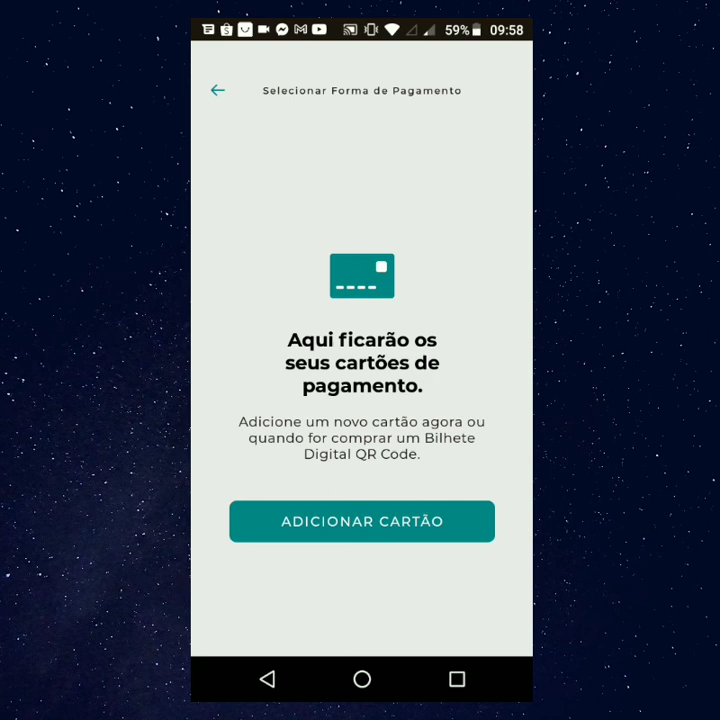 59% 09:58
Selecionar Forma de Pagamento
Aqui ficarão os
seus cartões de
pagamento.
Adicione um novo cartão agora ou
quando for comprar um Bilhete
Digital QR Code.
ADICIONAR CARTÃO